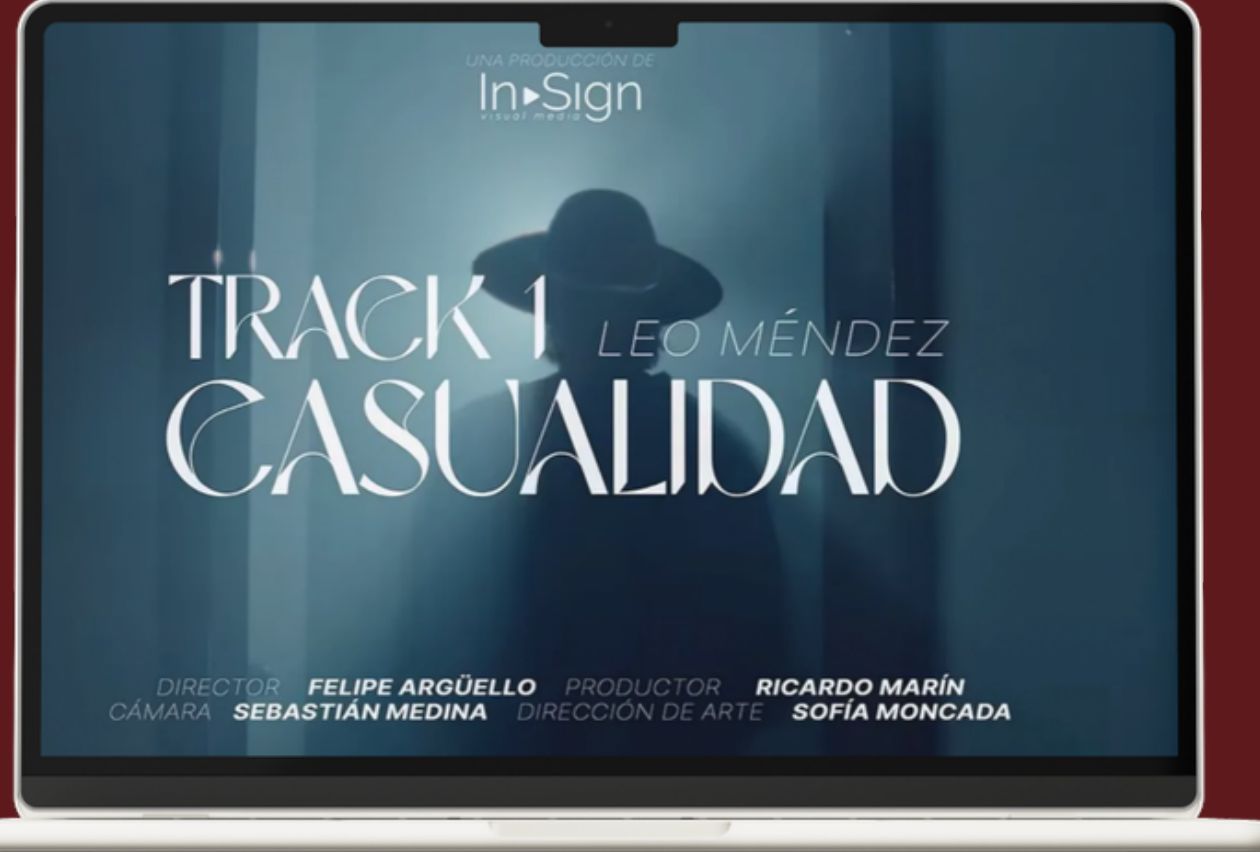 UNA PRODUCCIÓN DE
In Sign
visual media
TRACK 1 LEO MÉNDEZ
CASUALIDAD
DIRECTOR FELIPE ARGÜELLO PRODUCTOR RICARDO MARÍN
CÁMARA SEBASTIÁN MEDINA DIRECCIÓN DE ARTE SOFÍA MONCADA